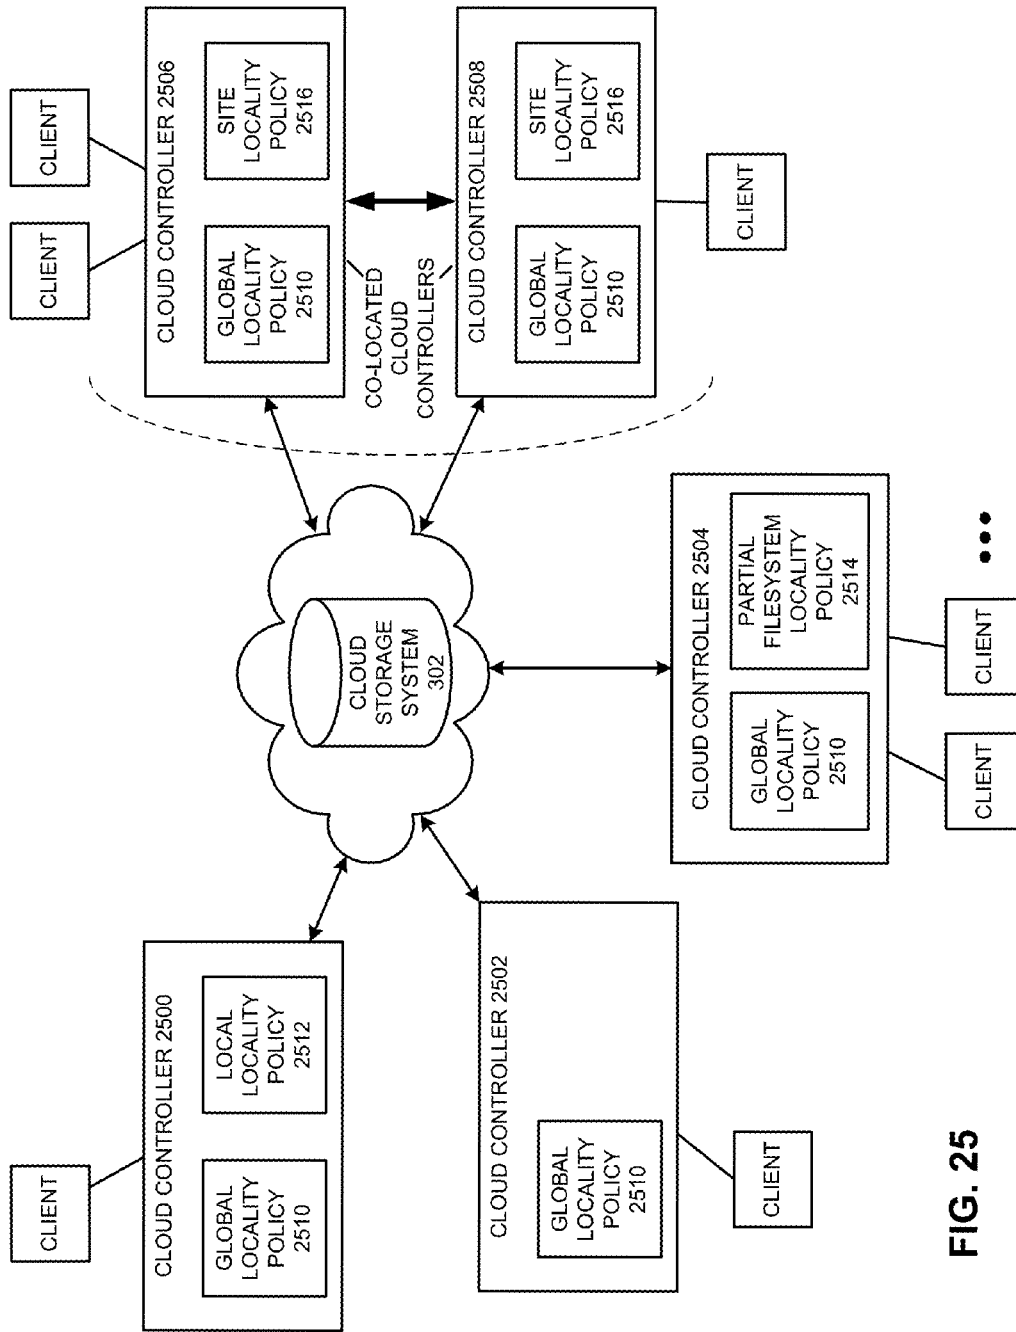 CLIENT
CLOUD CONTROLLER 2500
GLOBAL
LOCALITY
POLICY
2510
LOCAL
LOCALITY
POLICY
2512
CLOUD CONTROLLER 2502
GLOBAL
LOCALITY
POLICY
2510
CLIENT
CLOUD
STORAGE
SYSTEM
302
CLOUD CONTROLLER 2504
GLOBAL
LOCALITY
POLICY
2510
PARTIAL
FILESYSTEM
LOCALITY
POLICY
2514
CLIENT
CLIENT
•••
CLIENT
CLIENT
CLOUD CONTROLLER 2506
GLOBAL
LOCALITY
POLICY
2510
SITE
LOCALITY
POLICY
2516
CO-LOCATED
CLOUD
CONTROLLERS
CLOUD CONTROLLER 2508
GLOBAL
LOCALITY
POLICY
2510
SITE
LOCALITY
POLICY
2516
CLIENT
FIG. 25